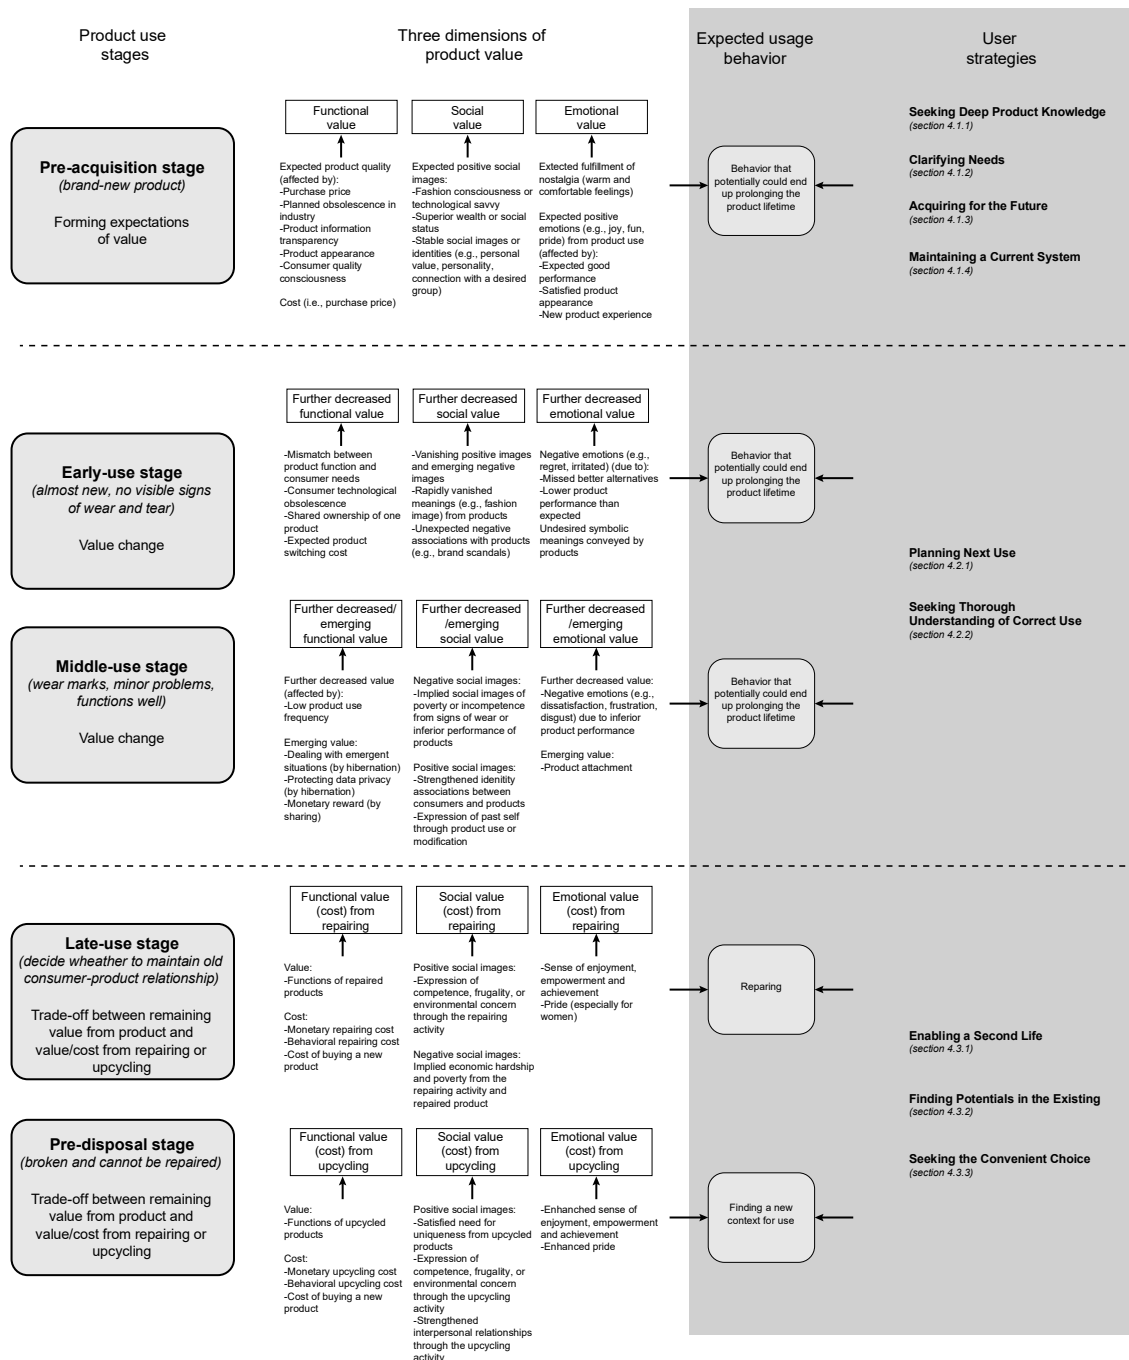 Product use
stages
Three dimensions of
product value
Expected usage
behavior
User
strategies
Pre-acquisition stage
(brand-new product)
Forming expectations
of value
Functional
value
Expected product quality
(affected by):
-Purchase price
-Planned obsolescence in
industry
-Product information
transparency
-Product appearance
-Consumer quality
consciousness
Cost (i.e., purchase price)
Social
value
Expected positive social
images:
-Fashion consciousness or
technological savvy
-Superior wealth or social
status
-Stable social images or
identities (e.g., personal
value, personality,
connection with a desired
group)
Emotional
value
Extected fulfillment of
nostalgia (warm and
comfortable feelings)
Expected positive
emotions (e.g., joy, fun,
pride) from product use
(affected by):
-Expected good
performance
-Satisfied product
appearance
-New product experience
Behavior that
potentially could end
up prolonging the
product lifetime
Seeking Deep Product Knowledge
(section 4.1.1)
Clarifying Needs
(section 4.1.2)
Acquiring for the Future
(section 4.1.3)
Maintaining a Current System
(section 4.1.4)
Early-use stage
(almost new, no visible signs
of wear and tear)
Value change
Further decreased
functional value
-Mismatch between
product function and
consumer needs
-Consumer technological
obsolescence
-Shared ownership of one
product
-Expected product
switching cost
Further decreased
social value
-Vanishing positive images
and emerging negative
images
-Rapidly vanished
meanings (e.g., fashion
image) from products
-Unexpected negative
associations with products
(e.g., brand scandals)
Further decreased
emotional value
Negative emotions (e.g.,
regret, irritated) (due to):
-Missed better alternatives
-Lower product
performance than
expected
Undesired symbolic
meanings conveyed by
products
Behavior that
potentially could end
up prolonging the
product lifetime
Planning Next Use
(section 4.2.1)
Seeking Thorough
Understanding of Correct Use
(section 4.2.2)
Middle-use stage
(wear marks, minor problems,
functions well)
Value change
Further decreased/
emerging
functional value
Further decreased value
(affected by):
-Low product use
frequency
Emerging value:
-Dealing with emergent
situations (by hibernation)
-Protecting data privacy
(by hibernation)
-Monetary reward (by
sharing)
Further decreased
/emerging
social value
Negative social images:
-Implied social images of
poverty or incompetence
from signs of wear or
inferior performance of
products
Positive social images:
-Strengthened idenitity
associations between
consumers and products
-Expression of past self
through product use or
modification
Further decreased
/emerging
emotional value
Further decreased value:
-Negative emotions (e.g.,
dissatisfaction, frustration,
disgust) due to inferior
product performance
Emerging value:
-Product attachment
Behavior that
potentially could end
up prolonging the
product lifetime
Late-use stage
(decide wheather to maintain old
consumer-product relationship)
Trade-off between remaining
value from product and
value/cost from repairing or
upcycling
Functional value
(cost) from
repairing
Value:
-Functions of repaired
products
Cost:
-Monetary repairing cost
-Behavioral repairing cost
-Cost of buying a new
product
Social value
(cost) from
repairing
Positive social images:
-Expression of
competence, frugality, or
environmental concern
through the repairing
activity
Negative social images:
Implied economic hardship
and poverty from the
repairing activity and
repaired product
Emotional value
(cost) from
repairing
-Sense of enjoyment,
empowerment and
achievement
-Pride (especially for
women)
Repairing
Enabling a Second Life
(section 4.3.1)
Finding Potentials in the Existing
(section 4.3.2)
Seeking the Convenient Choice
(section 4.3.3)
Pre-disposal stage
(broken and cannot be repaired)
Trade-off between remaining
value from product and
value/cost from repairing or
upcycling
Functional value
(cost) from
upcycling
Value:
-Functions of upcycled
products
Cost:
-Monetary upcycling cost
-Behavioral upcycling cost
-Cost of buying a new
product
Social value
(cost) from
upcycling
Positive social images:
-Satisfied need for
uniqueness from upcycled
products
-Expression of
competence, frugality, or
environmental concern
through the upcycling
activity
-Strengthened
interpersonal relationships
through the upcycling
activity
Emotional value
(cost) from
upcycling
-Enhanched sense of
enjoyment, empowerment
and achievement
-Enhanced pride
Finding a new
context for use